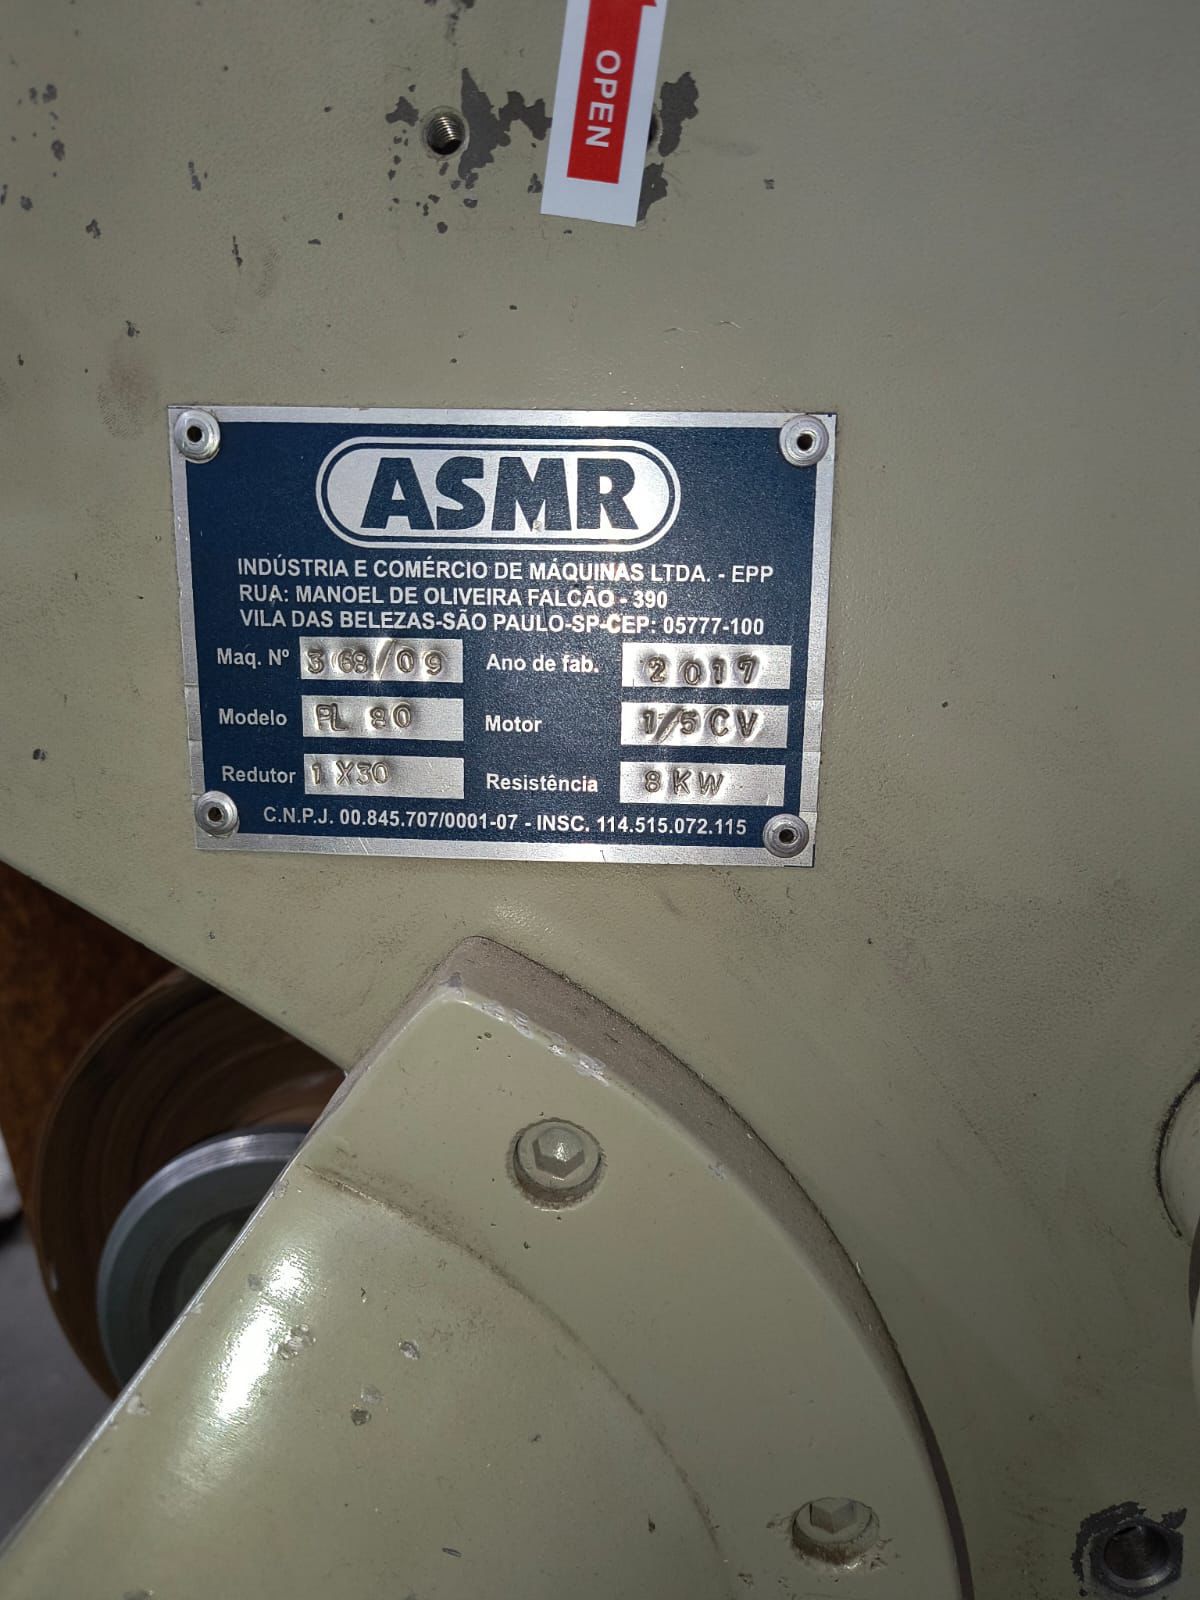 OPEN
ASMR
INDÚSTRIA E COMÉRCIO DE MÁQUINAS LTDA. - EPP
RUA: MANOEL DE OLIVEIRA FALCÃO - 390
VILA DAS BELEZAS-SÃO PAULO-SP-CEP: 05777-100
Maq. Nº 368/09 Ano de fab. 2017
Modelo PL 80 Motor 1/5CV
Redutor 1 X30 Resistência 8KW
C.N.P.J. 00.845.707/0001-07 - INSC. 114.515.072.115